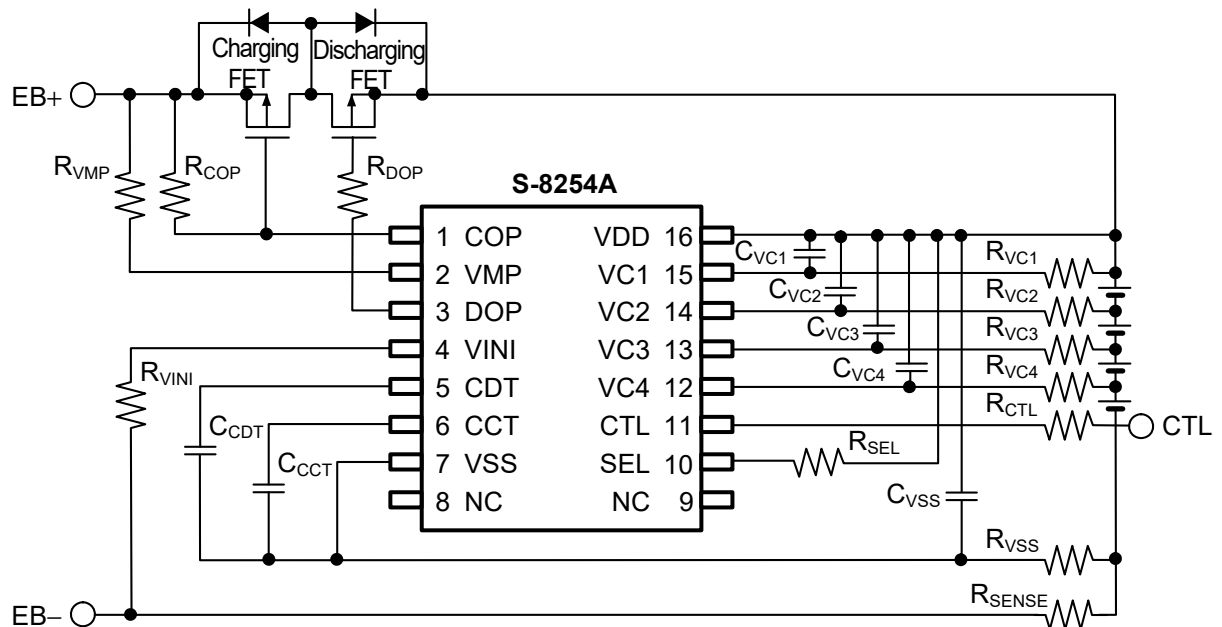 Charging Discharging
FET FET
EB+
RVMP
RCOP
RDOP
S-8254A
1 COP
2 VMP
3 DOP
4 VINI
5 CDT
6 CCT
7 VSS
8 NC
VDD 16
VC1 15
VC2 14
VC3 13
VC4 12
CTL 11
SEL 10
NC 9
CVC1
CVC2
CVC3
CVC4
RVC1
RVC2
RVC3
RVC4
RCTL
CTL
RSEL
RVINI
CCDT
CCCT
CVSS
RVSS
RSENSE
EB−